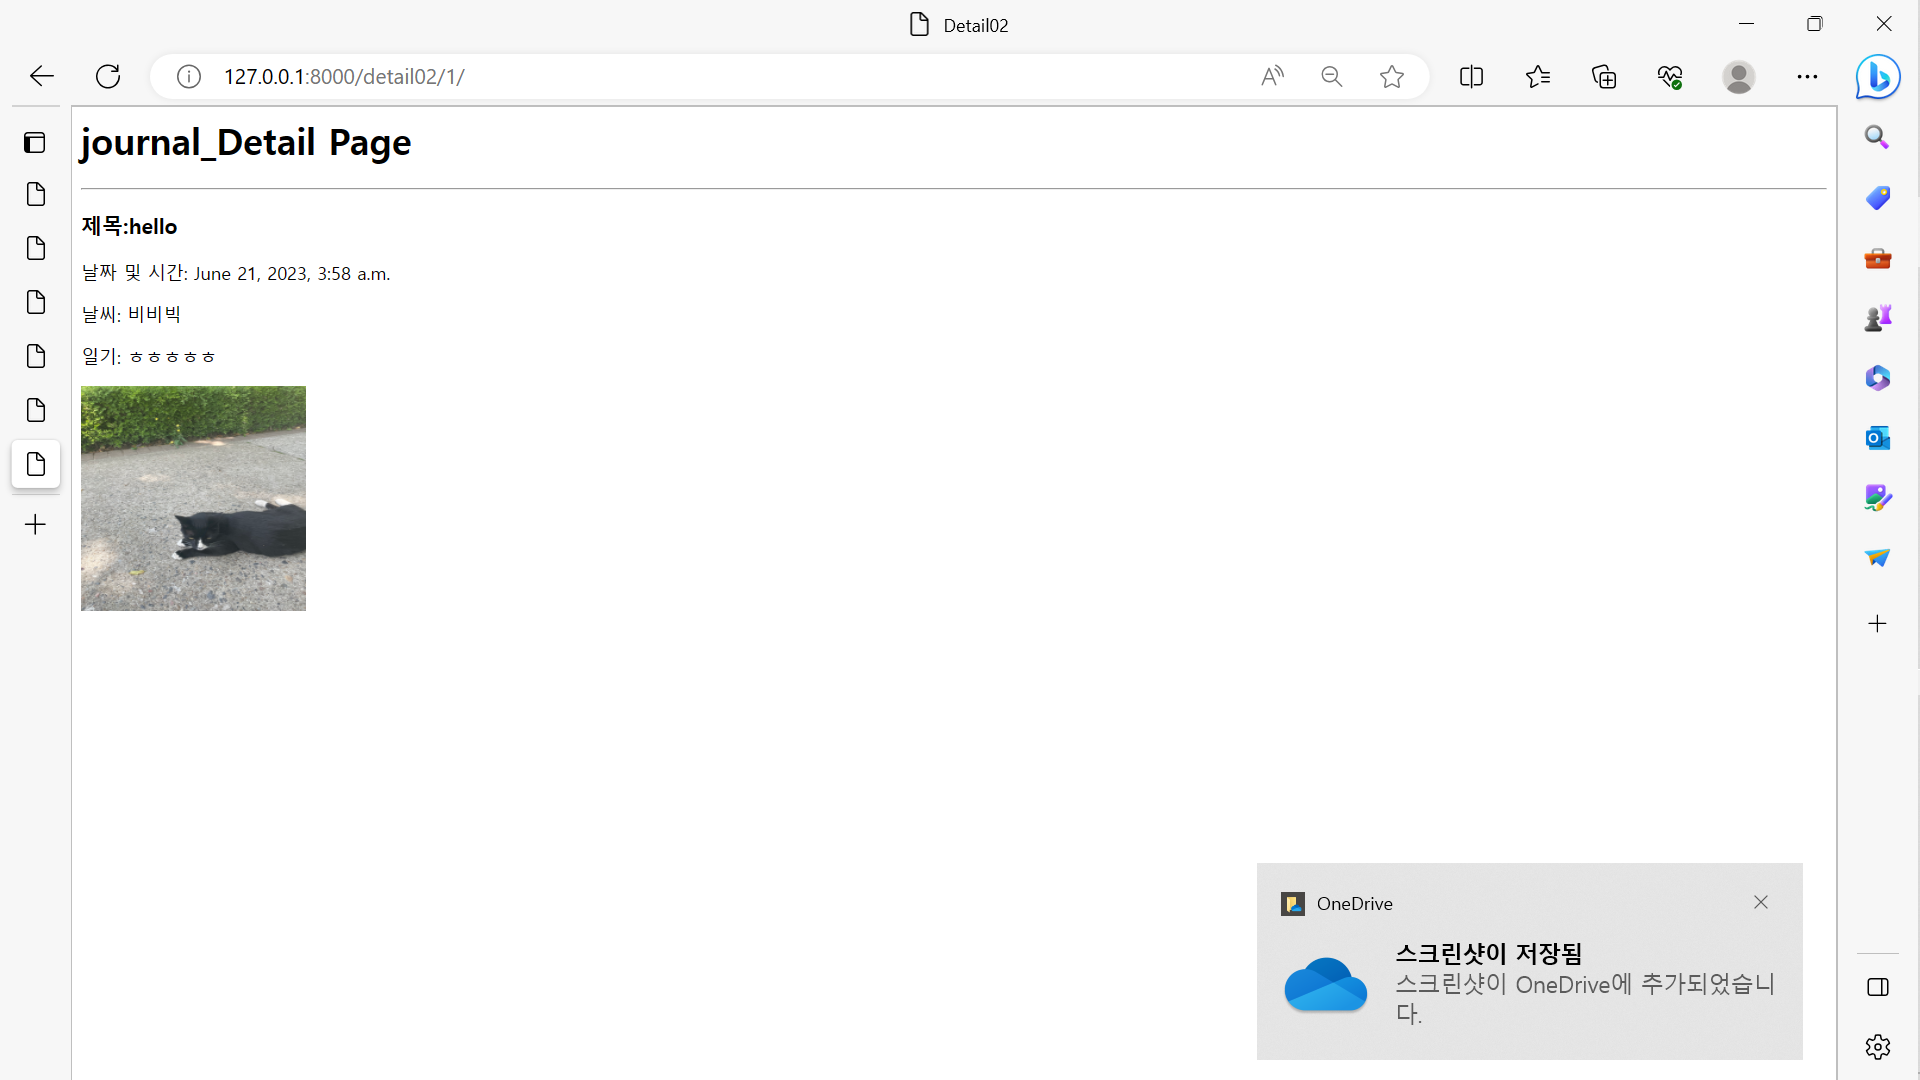 Detail02
127.0.0.1:8000/detail02/1/
journal_Detail Page
제목:hello
날짜 및 시간: June 21, 2023, 3:58 a.m.
날씨: 비비빅
일기: ㅎㅎㅎㅎㅎ
OneDrive
스크린샷이 저장됨
스크린샷이 OneDrive에 추가되었습니
다.